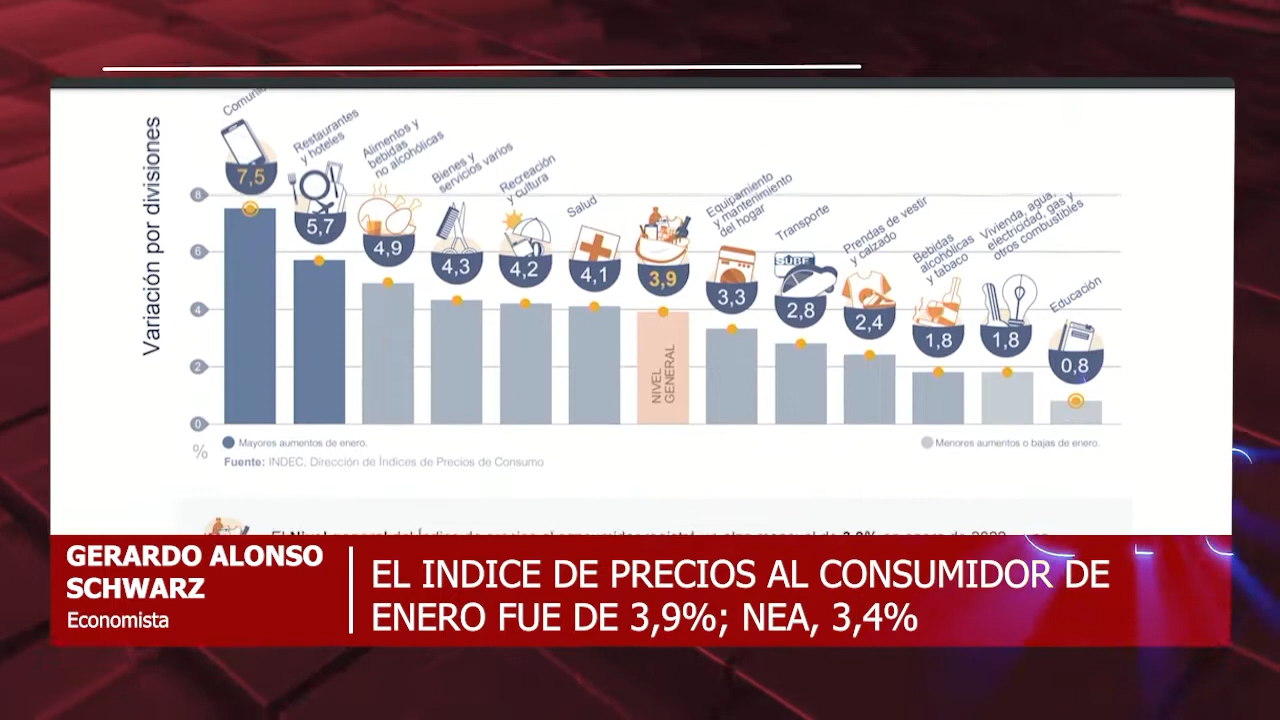 Variación por divisiones
Restaurantes
y hoteles
Alimentos y
bebidas
no alcohólicas
Bienes y
servicios varios
Recreación
y cultura
Salud
Equipamiento
y mantenimiento
del hogar
Transporte
Prendas de vestir
y calzado
Bebidas
alcohólicas
y tabaco
Vivienda, agua,
electricidad, gas y
otros combustibles
Educación
7,5
5,7
4,9
4,3
4,2
4,1
3,9
3,3
SUBE
2,8
2,4
1,8
1,8
0,8
8
6
4
2
0
%
NIVEL
GENERAL
Mayores aumentos de enero.
Menores aumentos o bajas de enero.
Fuente: INDEC, Dirección de Índices de Precios de Consumo
GERARDO ALONSO
SCHWARZ
Economista
EL INDICE DE PRECIOS AL CONSUMIDOR DE
ENERO FUE DE 3,9%; NEA, 3,4%